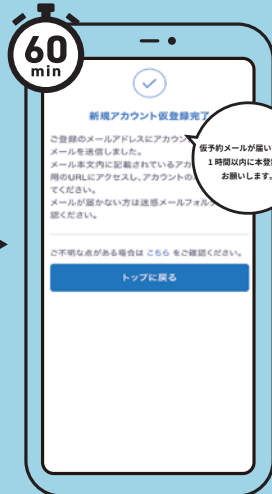 60
min
新規アカウント仮登録完了
ご登録のメールアドレスにアカウン
メールを送信しました。
メール本文内に記載されているアカ
用のURLにアクセスし、アカウントの
てください。
メールが届かない方は迷惑メールフォル
認ください。
仮予約メールが届い
1時間以内に本登
お願いします。
ご不明な点がある場合は こちら をご確認ください。
トップに戻る